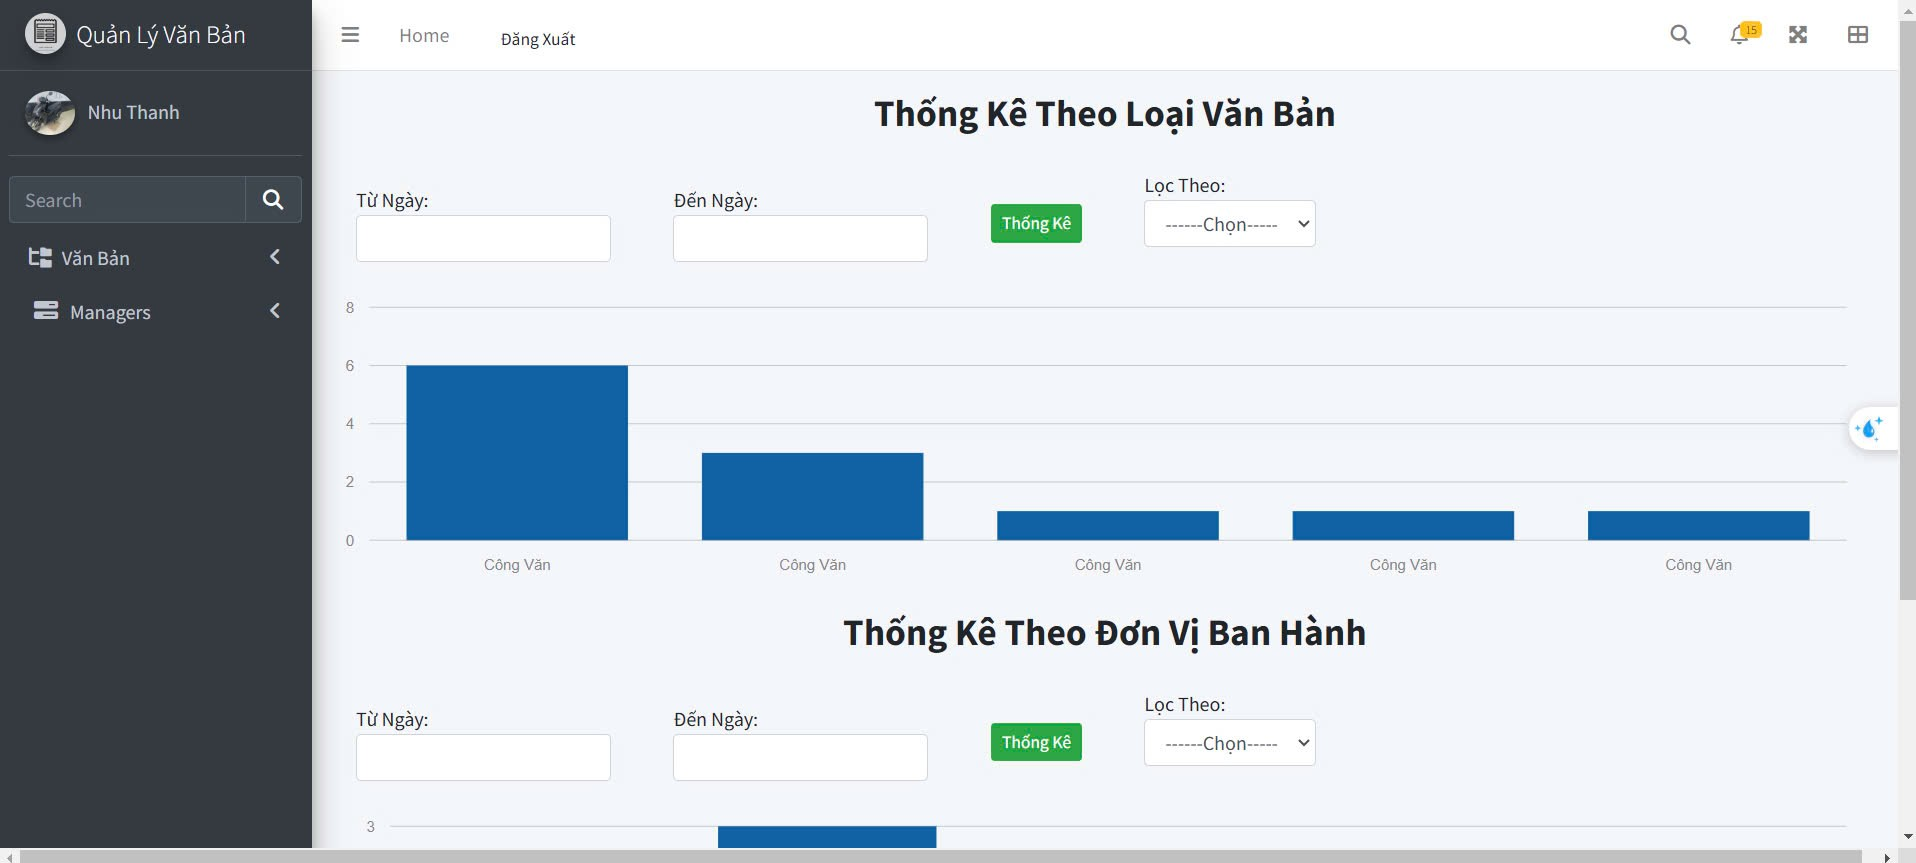 Quản Lý Văn Bản
Home
Đăng Xuất
15
Nhu Thanh
Search
Văn Bản
Managers
Thống Kê Theo Loại Văn Bản
Từ Ngày:
Đến Ngày:
Thống Kê
Lọc Theo:
------Chọn-----
8
6
4
2
0
Công Văn
Công Văn
Công Văn
Công Văn
Công Văn
Thống Kê Theo Đơn Vị Ban Hành
Từ Ngày:
Đến Ngày:
Thống Kê
Lọc Theo:
------Chọn-----
3